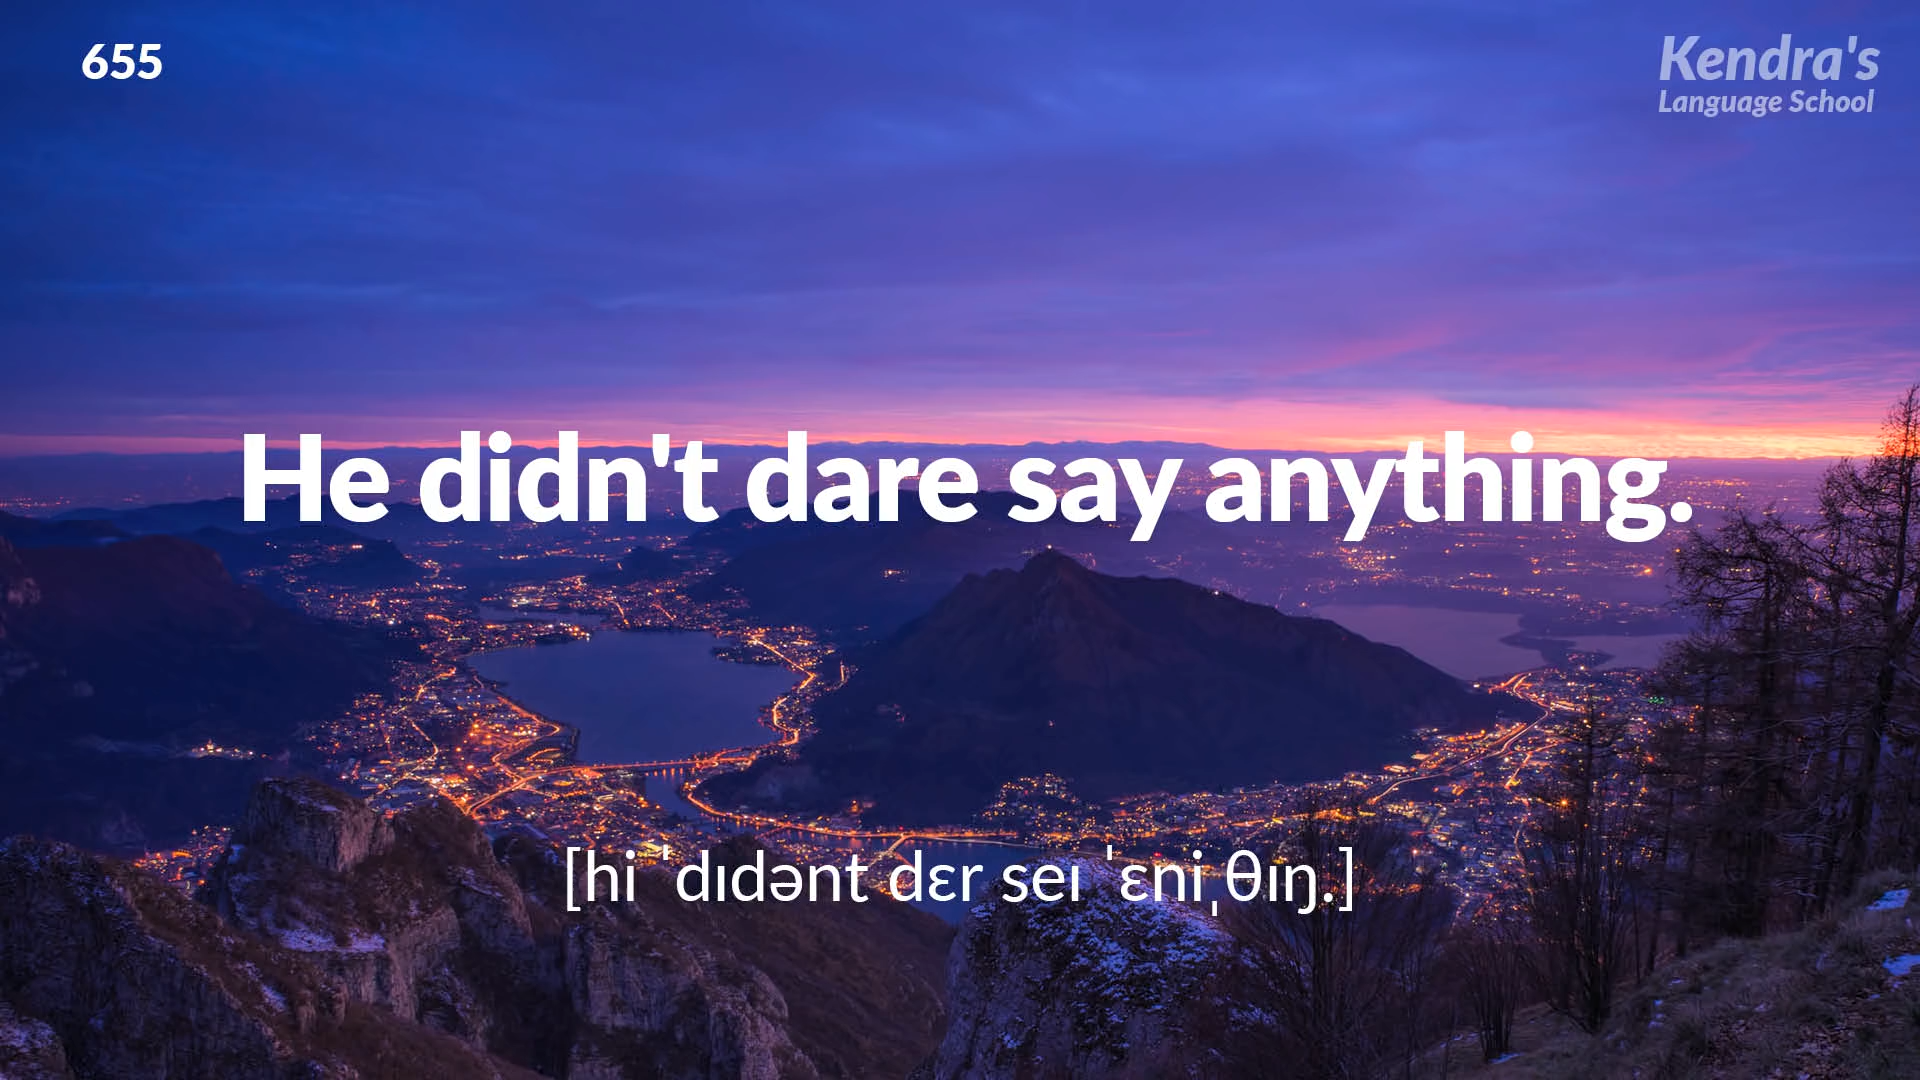 655
Kendra's
Language School
He didn't dare say anything.
[hi ˈdɪdənt dɛr seɪ ˈɛniˌθɪŋ.]